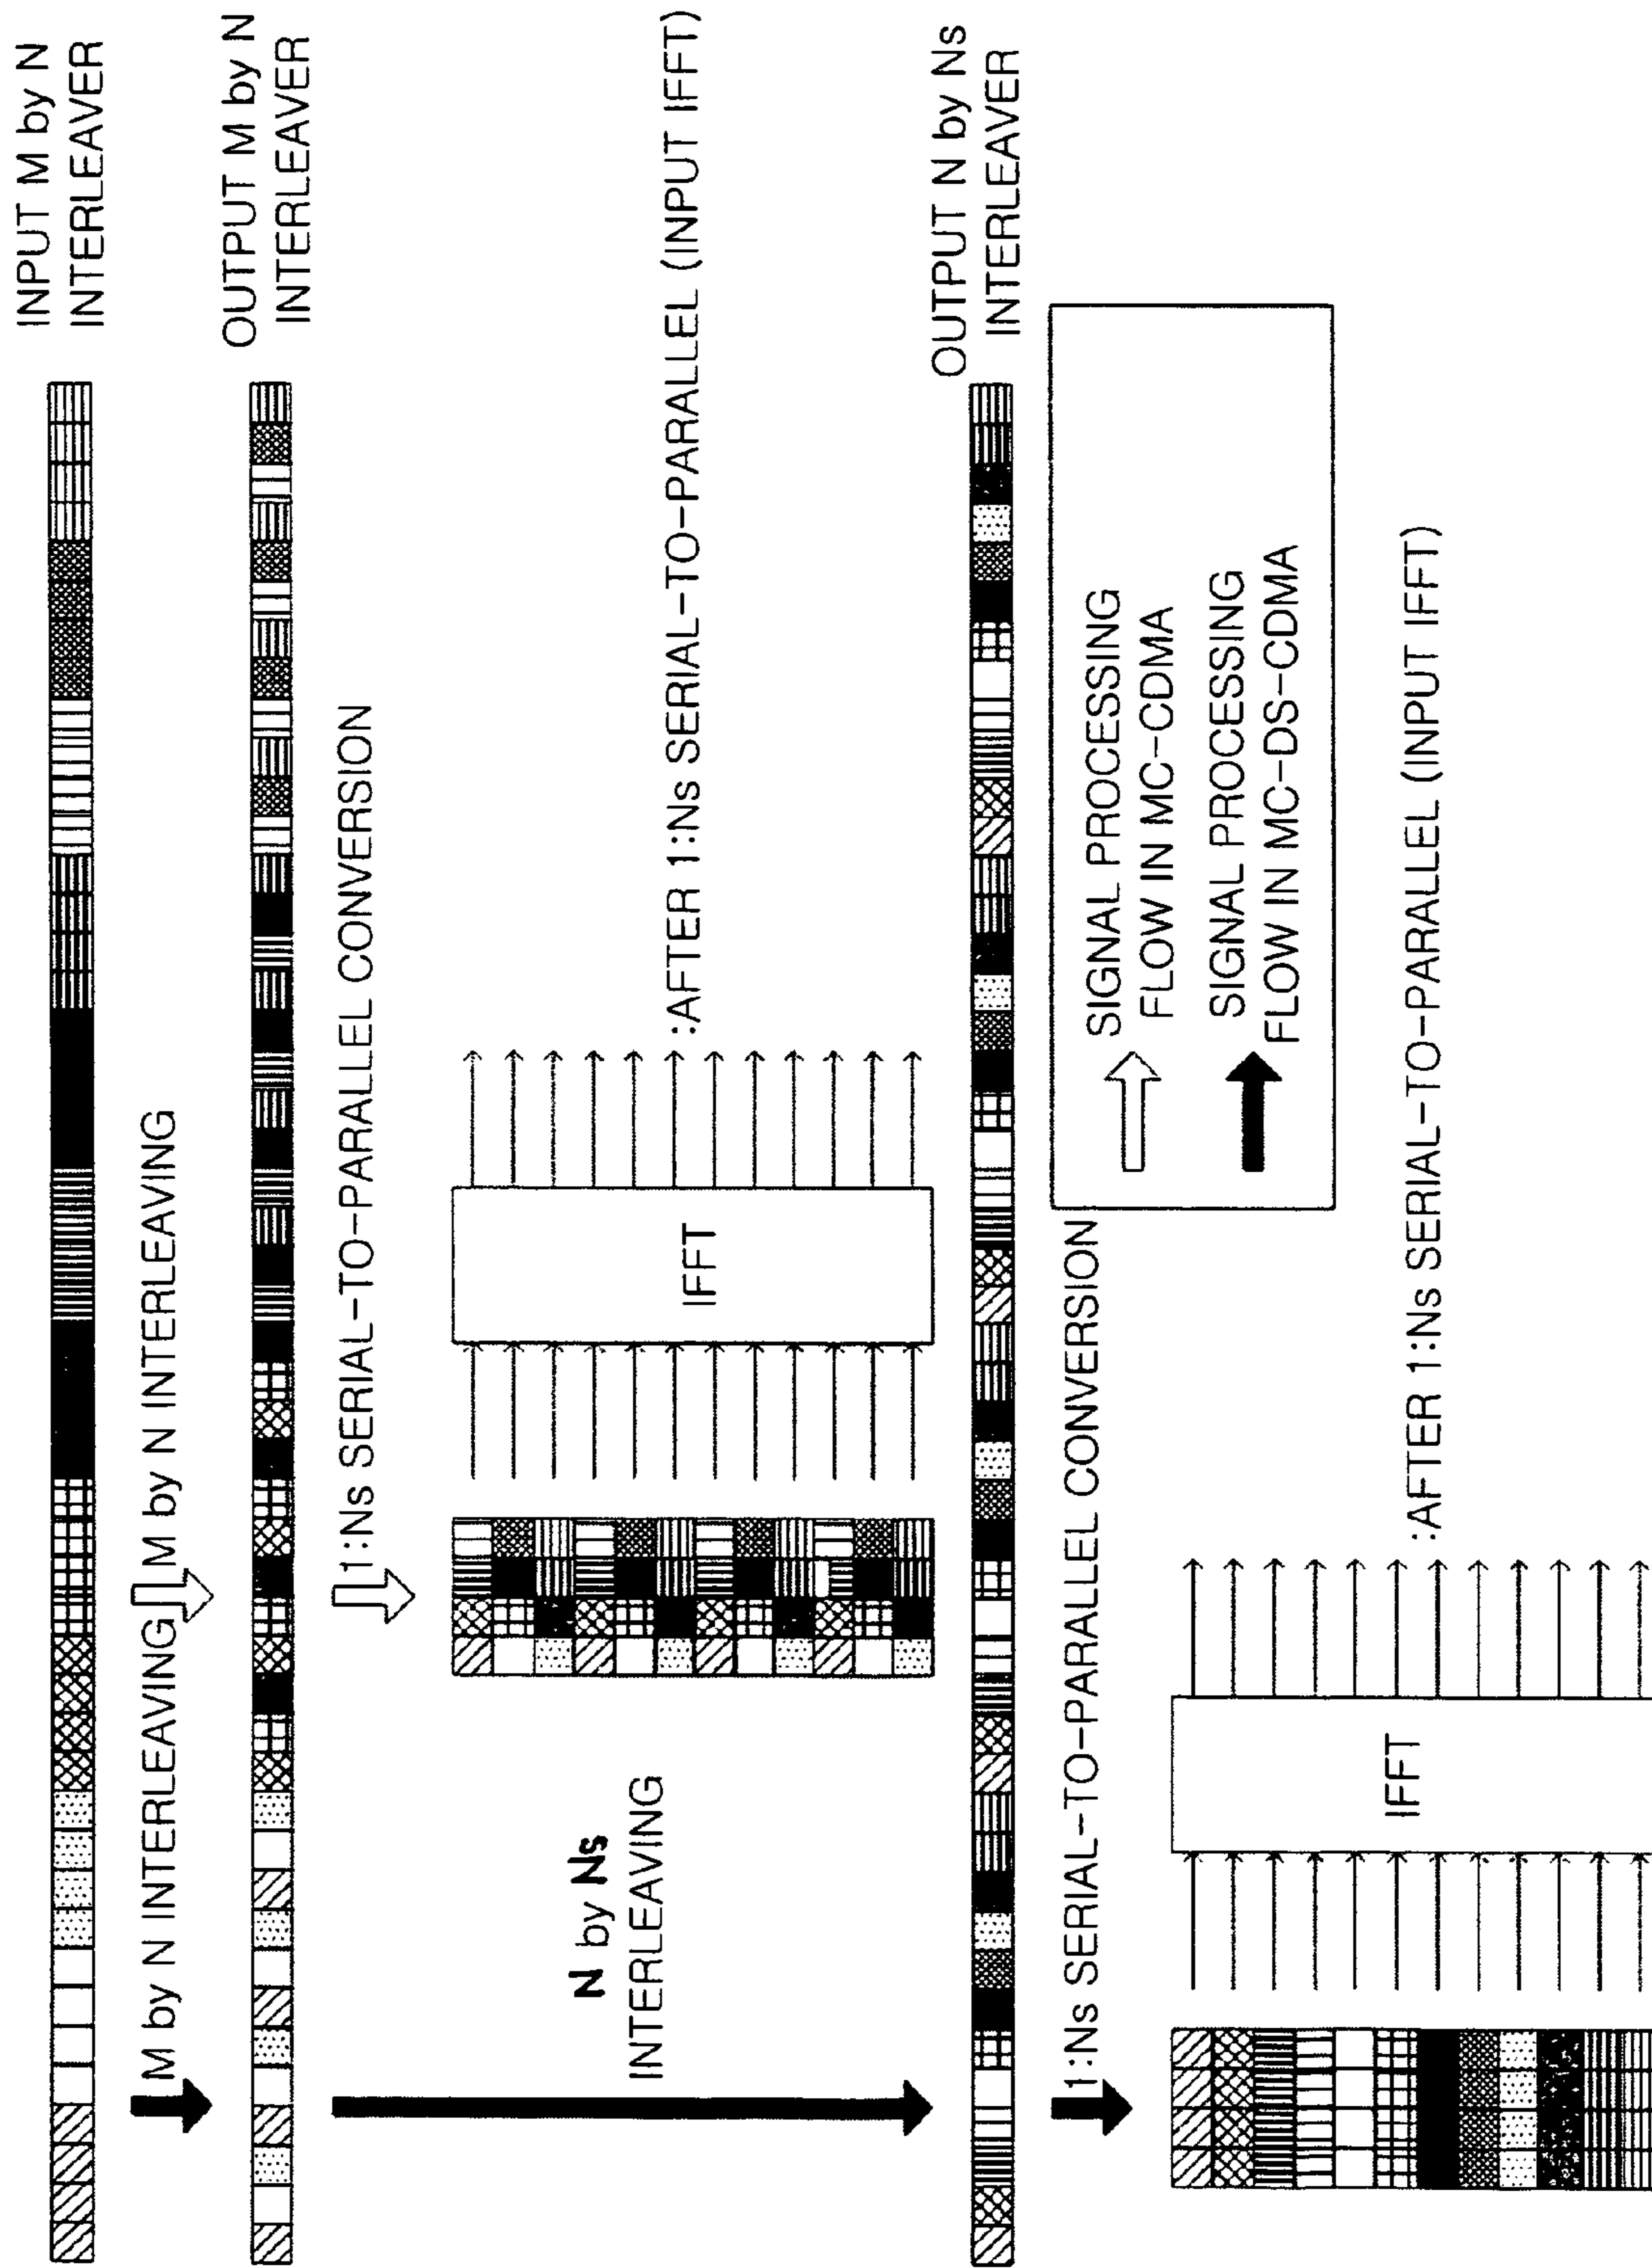 INPUT M by N
INTERLEAVER
M by N INTERLEAVING
M by N INTERLEAVING
OUTPUT M by N
INTERLEAVER
1:Ns SERIAL-TO-PARALLEL CONVERSION
IFFT
:AFTER 1:Ns SERIAL-TO-PARALLEL (INPUT IFFT)
N by Ns
INTERLEAVING
OUTPUT N by Ns
INTERLEAVER
1:Ns SERIAL-TO-PARALLEL CONVERSION
SIGNAL PROCESSING
FLOW IN MC-CDMA
SIGNAL PROCESSING
FLOW IN MC-DS-CDMA
IFFT
:AFTER 1:Ns SERIAL-TO-PARALLEL (INPUT IFFT)